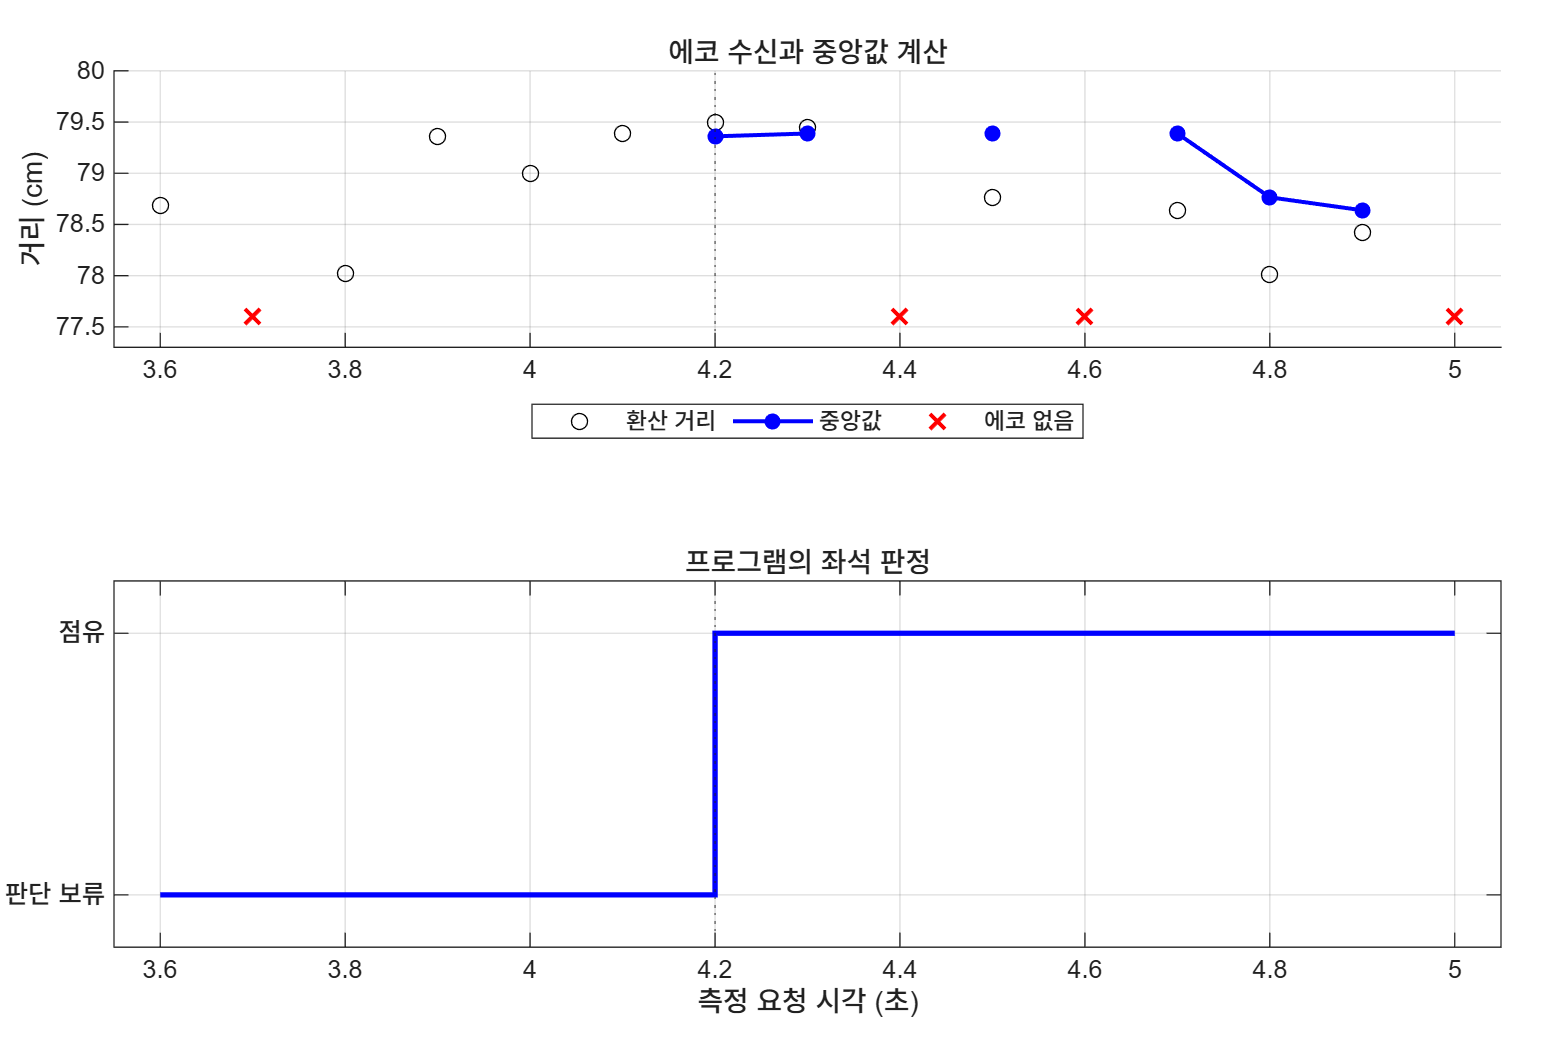 에코 수신과 중앙값 계산
거리 (cm)
80
79.5
79
78.5
78
77.5
3.6 3.8 4 4.2 4.4 4.6 4.8 5
환산 거리 중앙값 에코 없음
프로그램의 좌석 판정
점유
판단 보류
3.6 3.8 4 4.2 4.4 4.6 4.8 5
측정 요청 시각 (초)